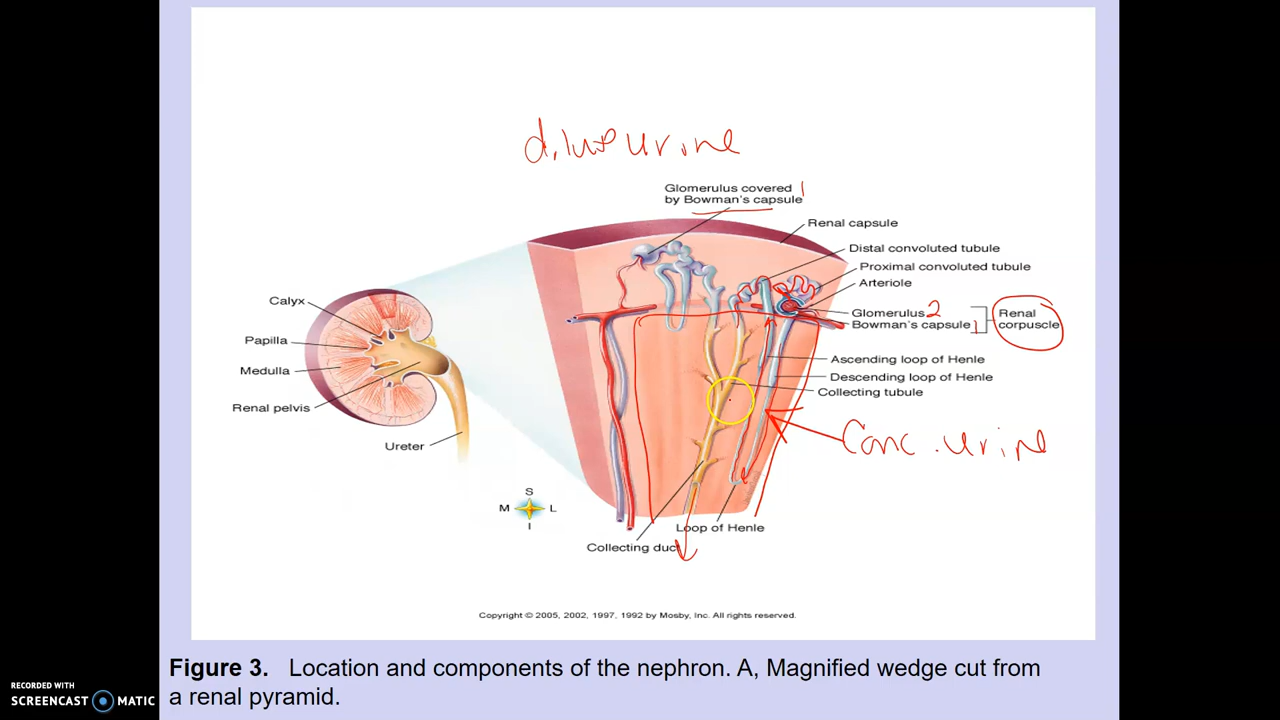 dilute urine
Glomerulus covered 1
by Bowman's capsule
Renal capsule
Distal convoluted tubule
Proximal convoluted tubule
Arteriole
Glomerulus 2
Bowman's capsule 1
Renal
corpuscle
Calyx
Papilla
Medulla
Renal pelvis
Ureter
Ascending loop of Henle
Descending loop of Henle
Collecting tubule
Conc. urine
S
M L
I
Loop of Henle
Collecting duct
Copyright © 2005, 2002, 1997, 1992 by Mosby, Inc. All rights reserved.
Figure 3. Location and components of the nephron. A, Magnified wedge cut from
a renal pyramid.
RECORDED WITH
SCREENCAST MATIC